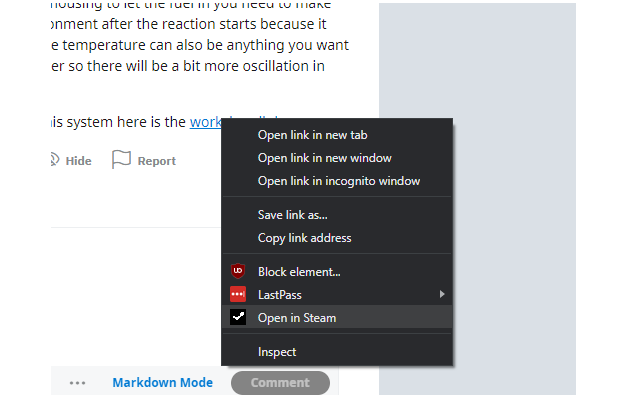 housing to let the fuel in you need to make
onment after the reaction starts because it
e temperature can also be anything you want
er so there will be a bit more oscillation in
is system here is the work
Hide
Report
Open link in new tab
Open link in new window
Open link in incognito window
Save link as...
Copy link address
Block element...
LastPass
Open in Steam
Inspect
Markdown Mode
Comment